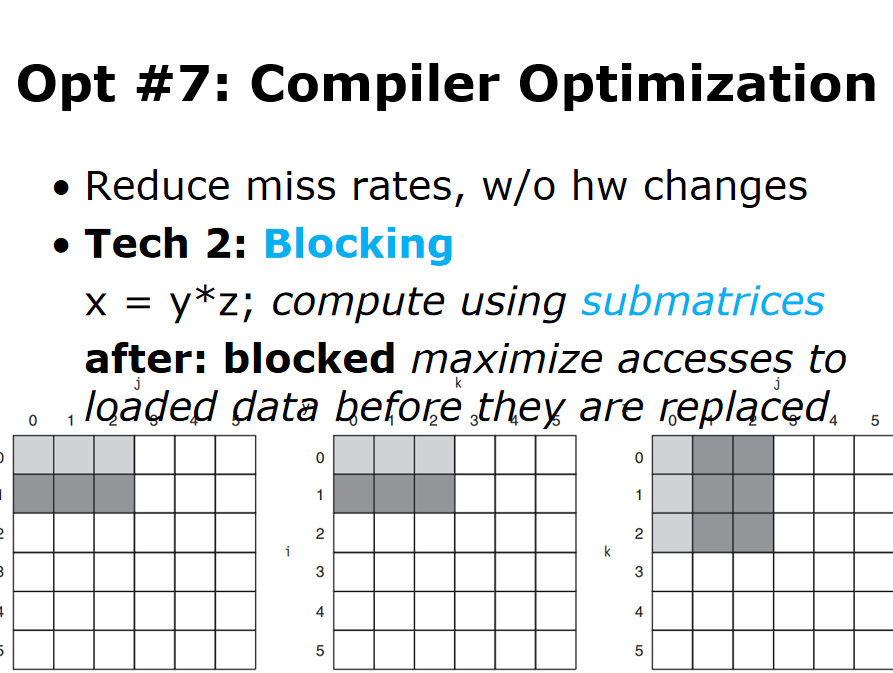 Opt #7: Compiler Optimization
• Reduce miss rates, w/o hw changes
• Tech 2: Blocking
x = y*z; compute using submatrices
after: blocked maximize accesses to
loaded data before they are replaced
j
k
j
0 1 2 3 4 5
y 0 1 2 3 4 5
0 1 2 3 4 5
0 0 0
1 1 1
2 2 2
i k
3 3 3
4 4 4
5 5 5